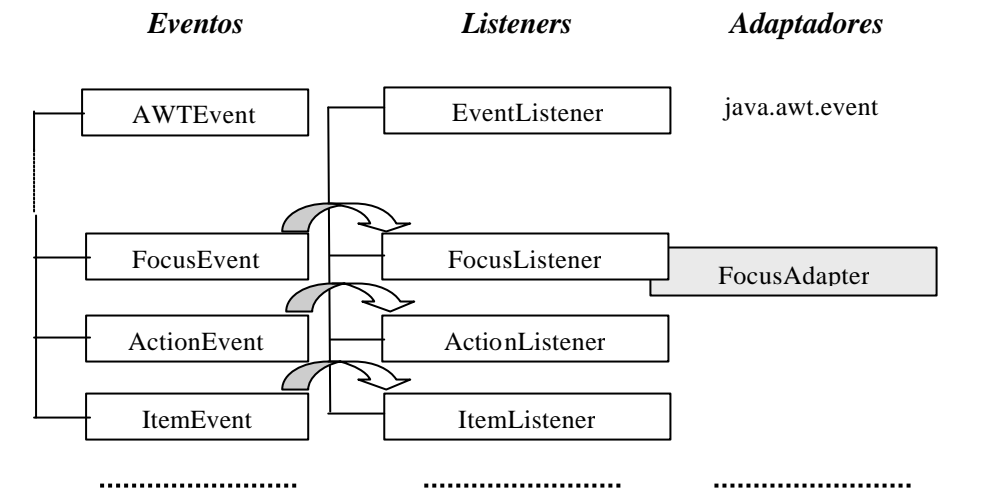 Eventos Listeners Adaptadores
AWTEvent EventListener java.awt.event
FocusEvent FocusListener FocusAdapter
ActionEvent ActionListener
ItemEvent ItemListener